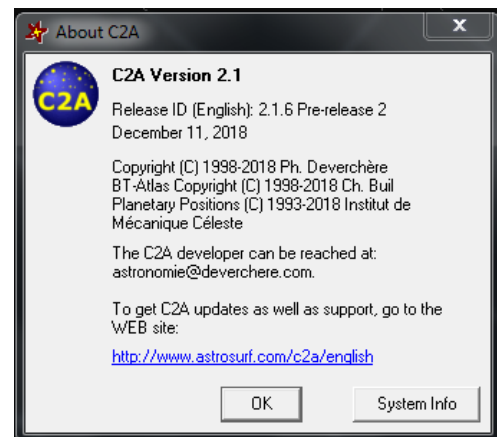 About C2A
x
C2A
C2A Version 2.1
Release ID (English): 2.1.6 Pre-release 2
December 11, 2018
Copyright (C) 1998-2018 Ph. Deverchère
BT-Atlas Copyright (C) 1998-2018 Ch. Buil
Planetary Positions (C) 1993-2018 Institut de
Mécanique Céleste
The C2A developer can be reached at:
astronomie@deverchere.com.
To get C2A updates as well as support, go to the
WEB site:
http://www.astrosurf.com/c2a/english
OK
System Info